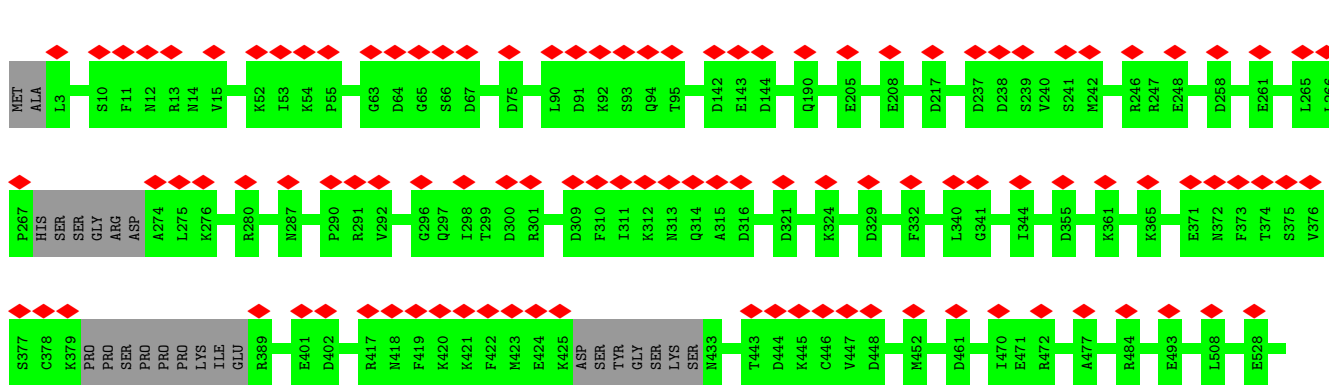 MET ALA L3 S10 F11 N12 R13 N14 V15 K52 I53 K54 P55 G63 D64 G65 S66 D67 D75 L90 D91 K92 S93 Q94 T95 D142 E143 D144 Q190 E205 E208 D217 D237 D238 S239 V240 S241 M242 R246 R247 E248 D258 E261 L265 L266
P267 HIS SER SER GLY ARG ASP A274 L275 K276 R280 N287 P290 R291 V292 G296 Q297 I298 T299 D300 R301 D309 F310 I311 K312 N313 Q314 A315 D316 D321 K324 D329 F332 L340 G341 I344 D355 K361 K365 E371 N372 F373 T374 S375 V376
S377 C378 K379 PRO PRO SER PRO PRO PRO LYS ILE GLU R389 E401 D402 R417 N418 F419 K420 K421 F422 M423 E424 K425 ASP SER TYR GLY SER LYS SER N433 T443 D444 K445 C446 V447 D448 M452 D461 I470 E471 R472 A477 R484 E493 L508 E528